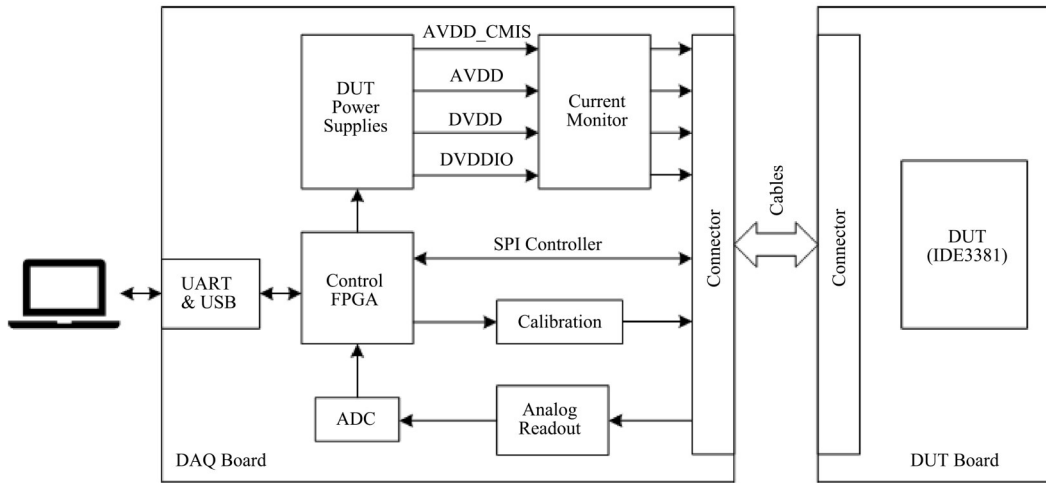 AVDD_CMIS
DUT
Power
Supplies
AVDD
DVDD
DVDDIO
Current
Monitor
Connector
Cables
Connector
DUT
(IDE3381)
SPI Controller
UART
& USB
Control
FPGA
Calibration
ADC
Analog
Readout
DAQ Board
DUT Board